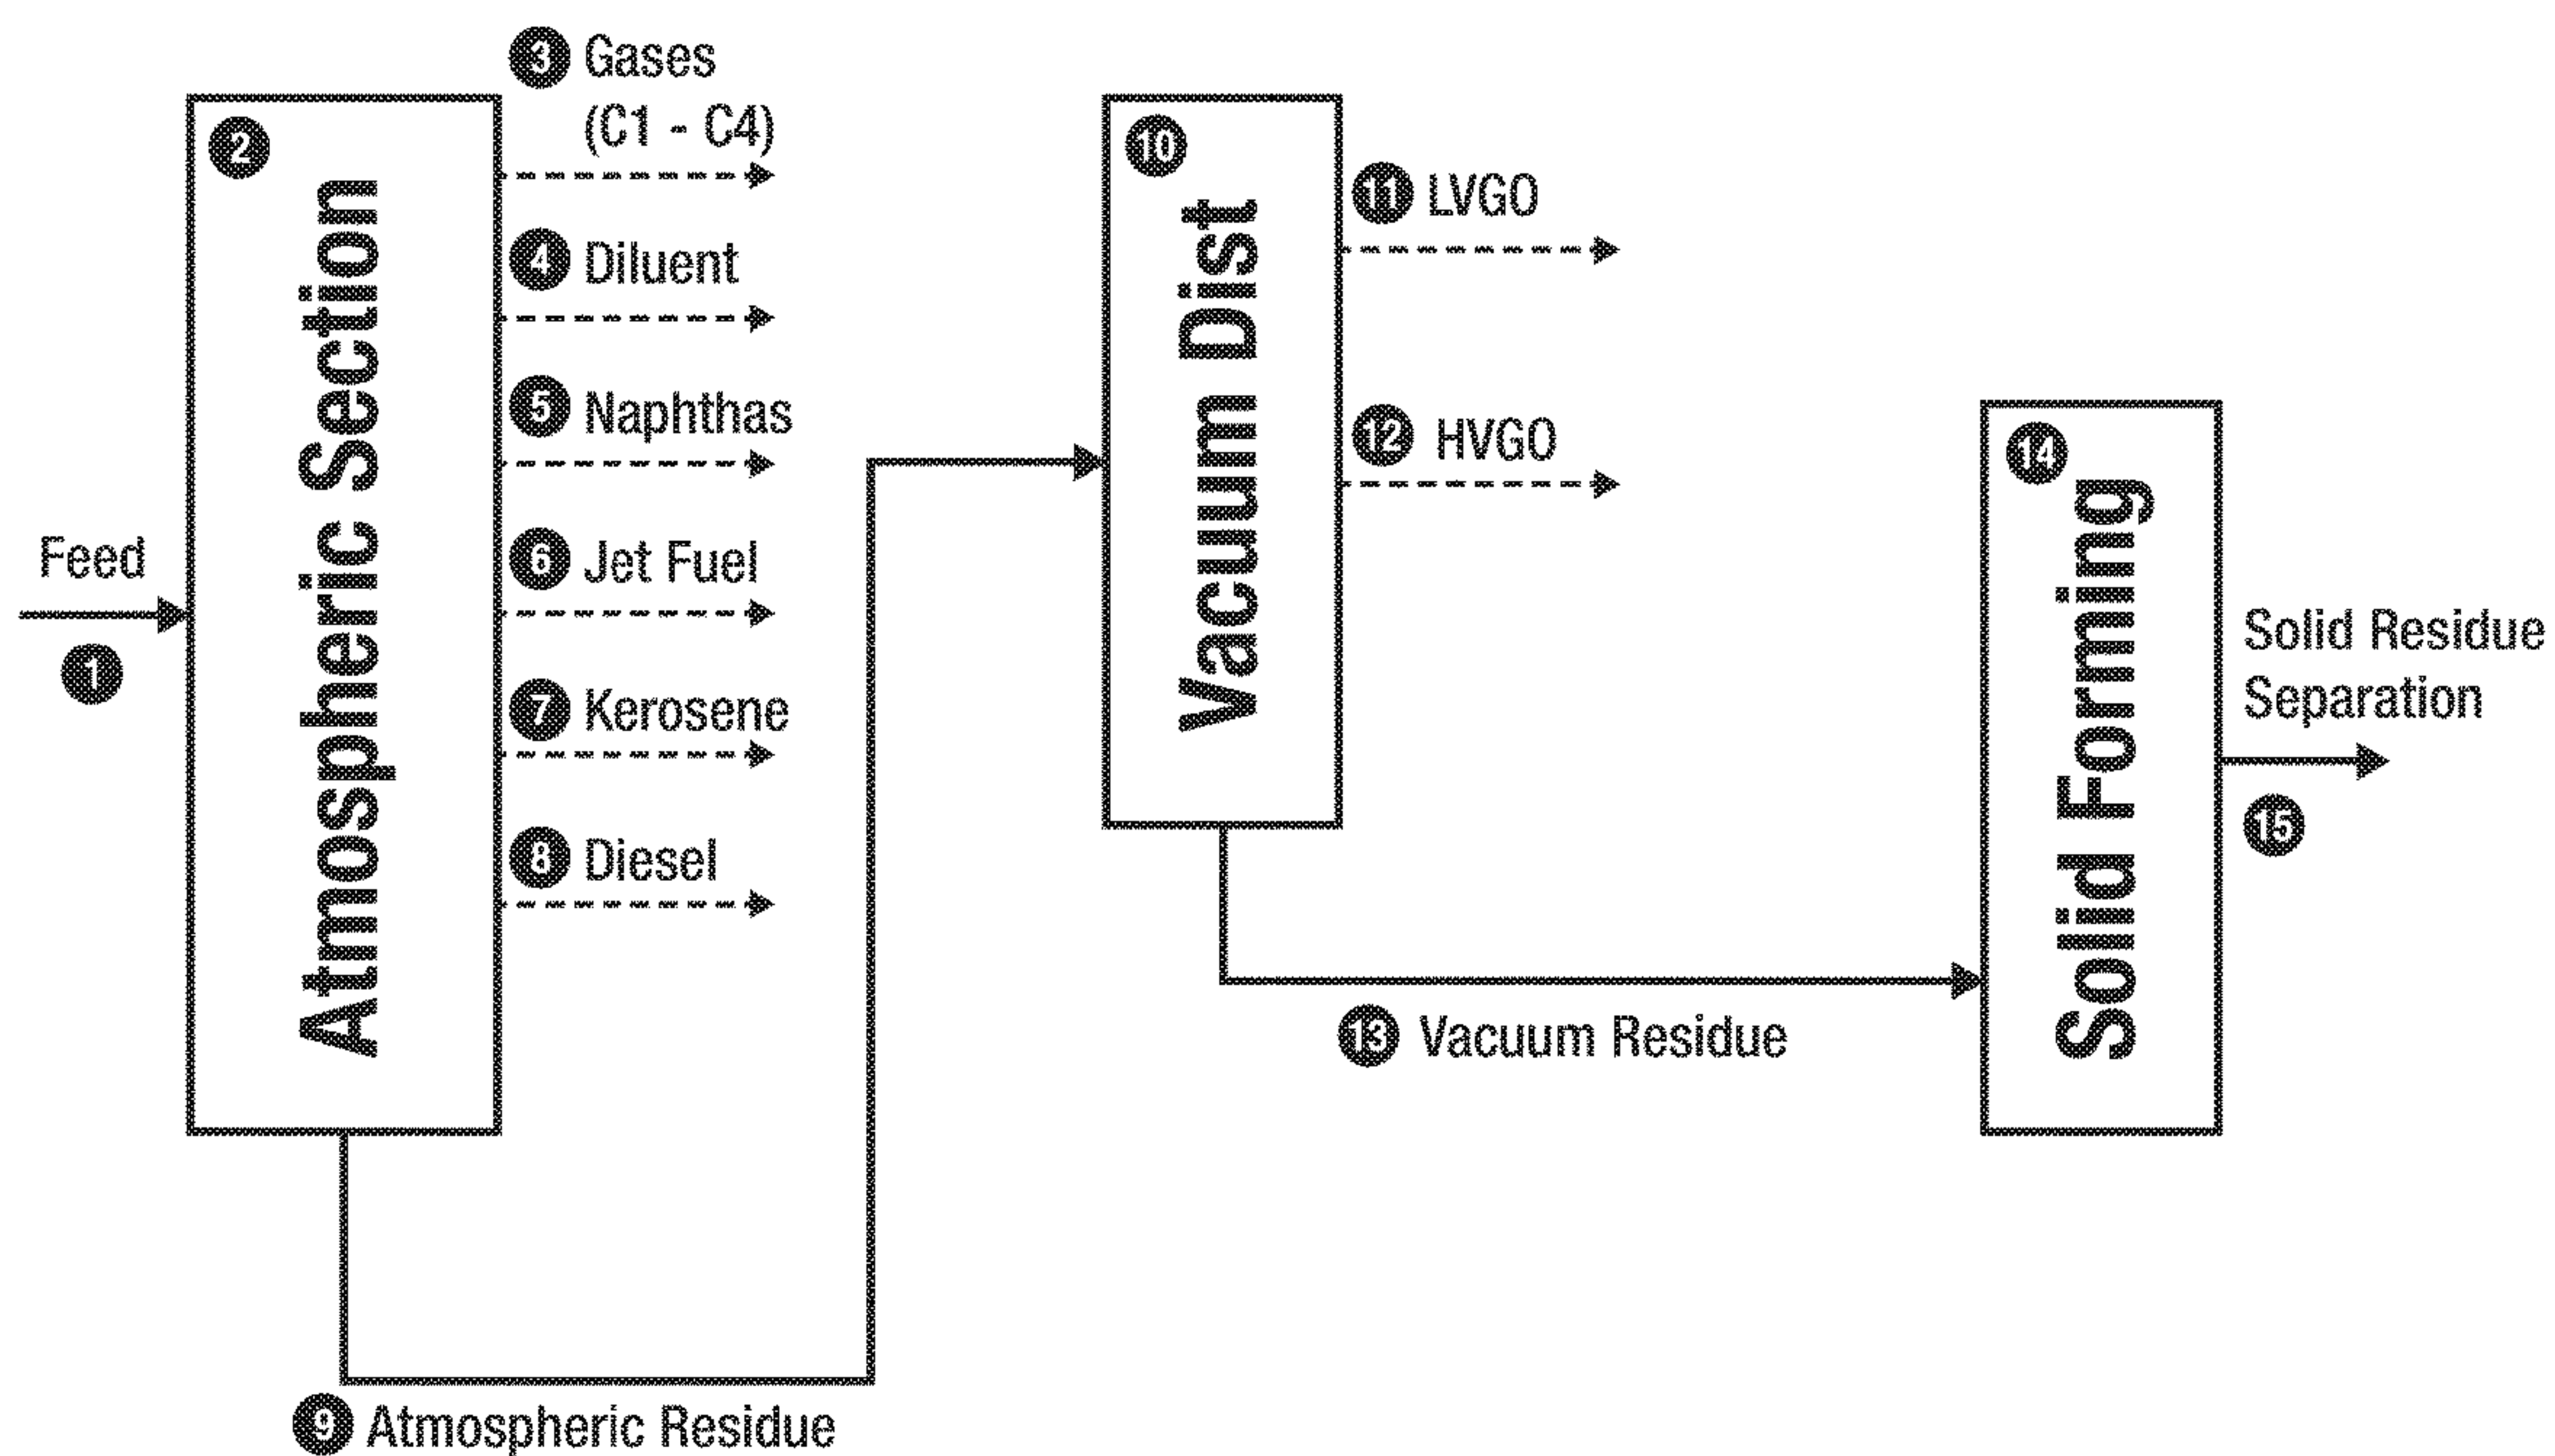 Feed
1
2
Atmospheric Section
3 Gases
(C1 - C4)
4 Diluent
5 Naphthas
6 Jet Fuel
7 Kerosene
8 Diesel
9 Atmospheric Residue
10
Vacuum Dist
11 LVGO
12 HVGO
13 Vacuum Residue
14
Solid Forming
Solid Residue
Separation
15